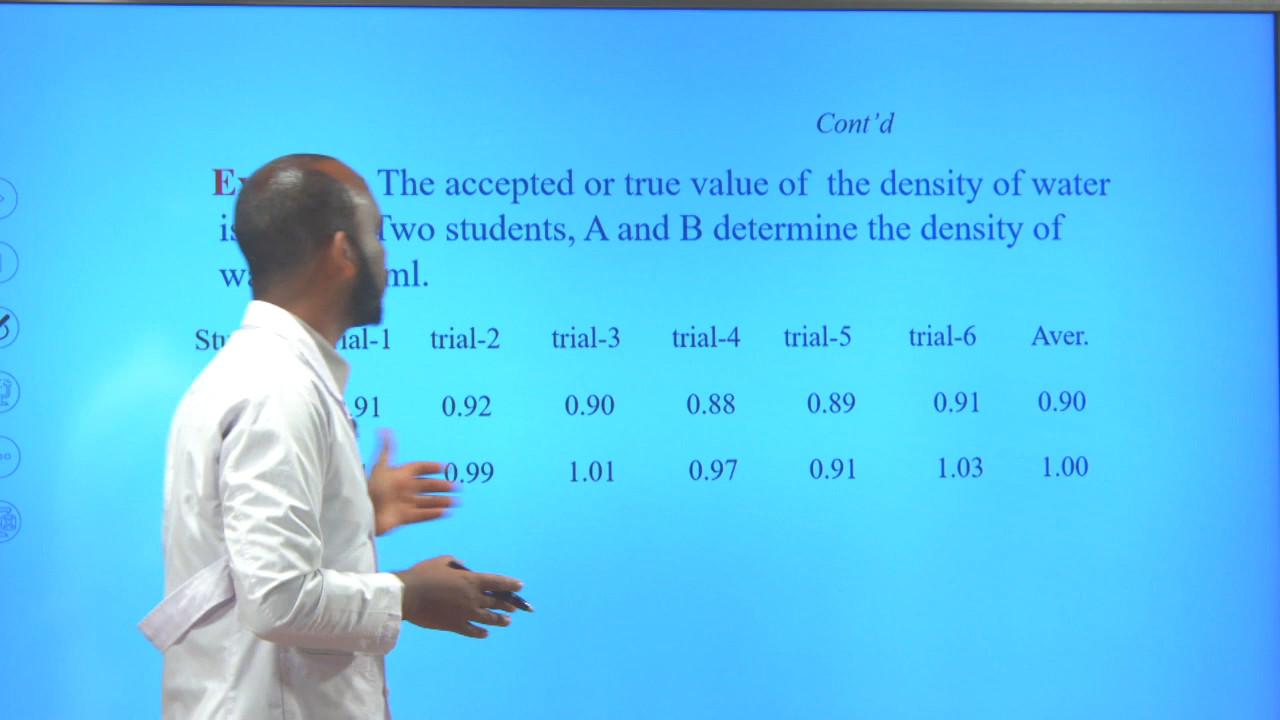 Cont’d
The accepted or true value of the density of water
Two students, A and B determine the density of
ml.
trial-2 trial-3 trial-4 trial-5 trial-6 Aver.
0.92 0.90 0.88 0.89 0.91 0.90
0.99 1.01 0.97 0.91 1.03 1.00